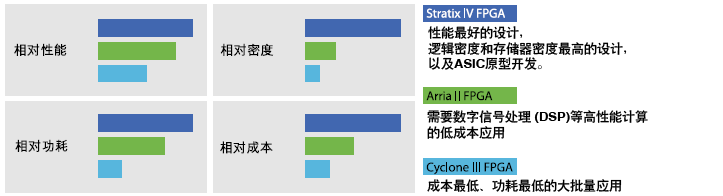 相对性能
相对密度
相对功耗
相对成本
Stratix IV FPGA
性能最好的设计，
逻辑密度和存储器密度最高的设计，
以及ASIC原型开发。
Arria II FPGA
需要数字信号处理 (DSP)等高性能计算
的低成本应用
Cyclone III FPGA
成本最低、功耗最低的大批量应用